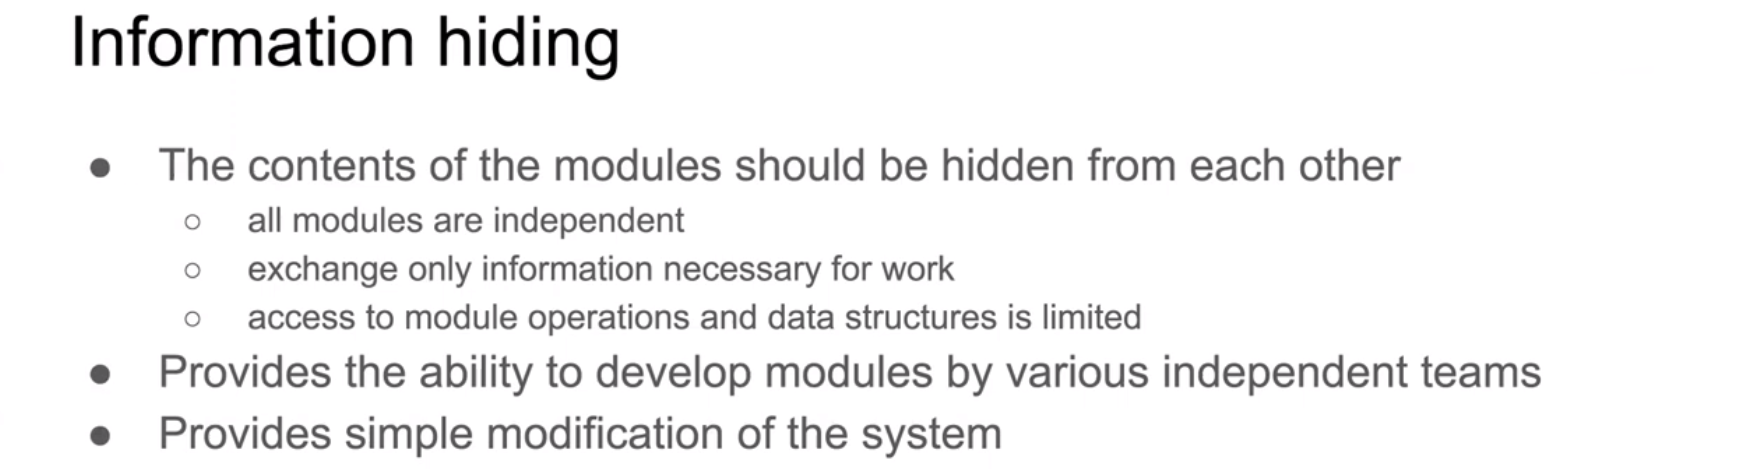 Information hiding
● The contents of the modules should be hidden from each other
○ all modules are independent
○ exchange only information necessary for work
○ access to module operations and data structures is limited
● Provides the ability to develop modules by various independent teams
● Provides simple modification of the system